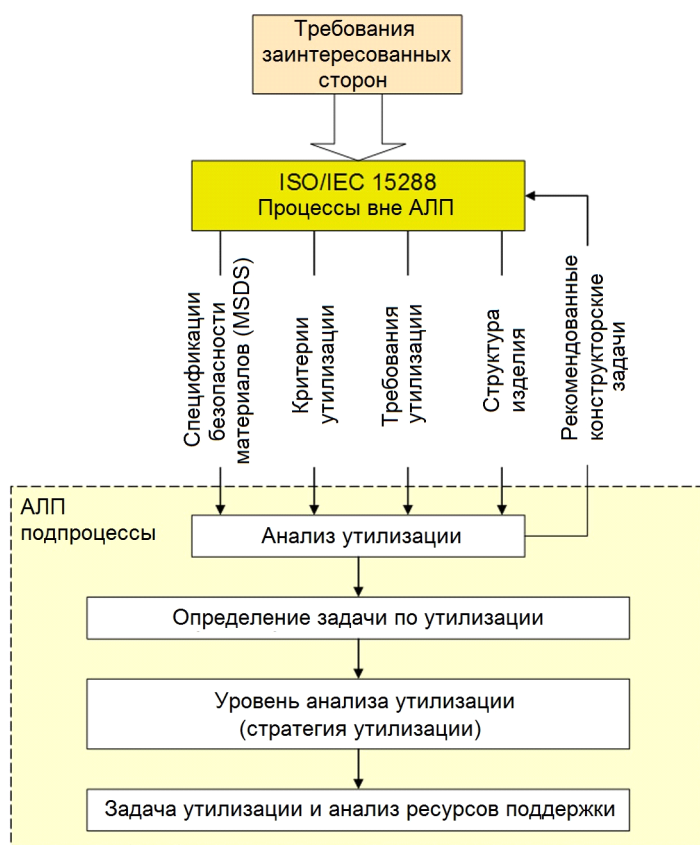 Требования
заинтересованных
сторон
ISO/IEC 15288
Процессы вне АЛП
Спецификации
безопасности
материалов (MSDS)
Критерии
утилизации
Требования
утилизации
Структура
изделия
Рекомендованные
конструкторские
задачи
АЛП
подпроцессы
Анализ утилизации
Определение задачи по утилизации
Уровень анализа утилизации
(стратегия утилизации)
Задача утилизации и анализ ресурсов поддержки